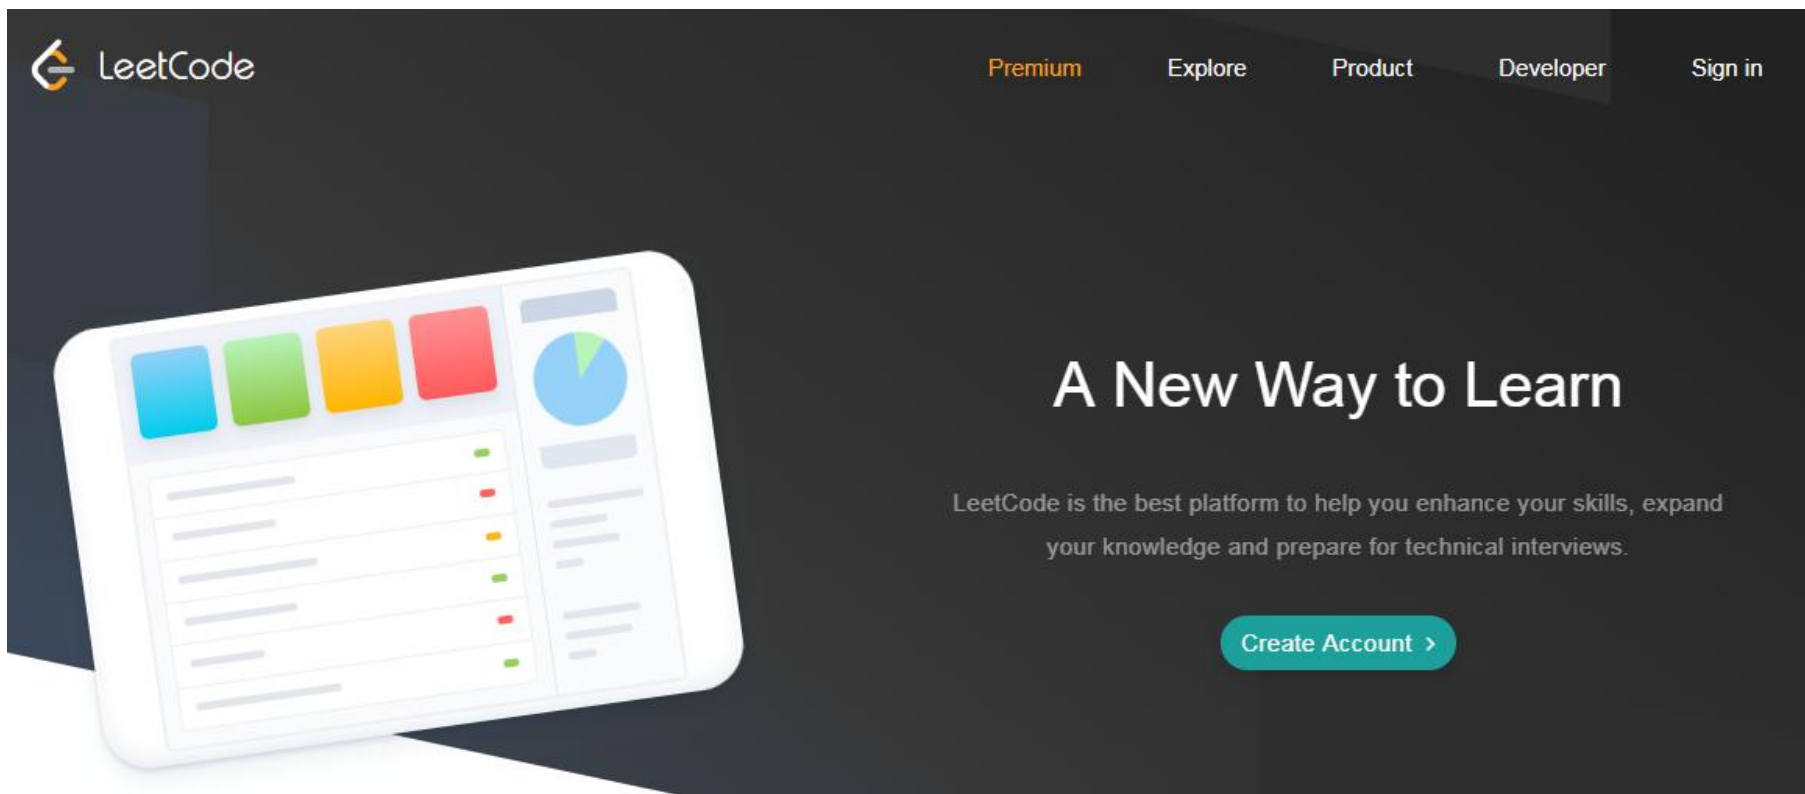 LeetCode
Premium
Explore
Product
Developer
Sign in
A New Way to Learn
LeetCode is the best platform to help you enhance your skills, expand
your knowledge and prepare for technical interviews.
Create Account ›